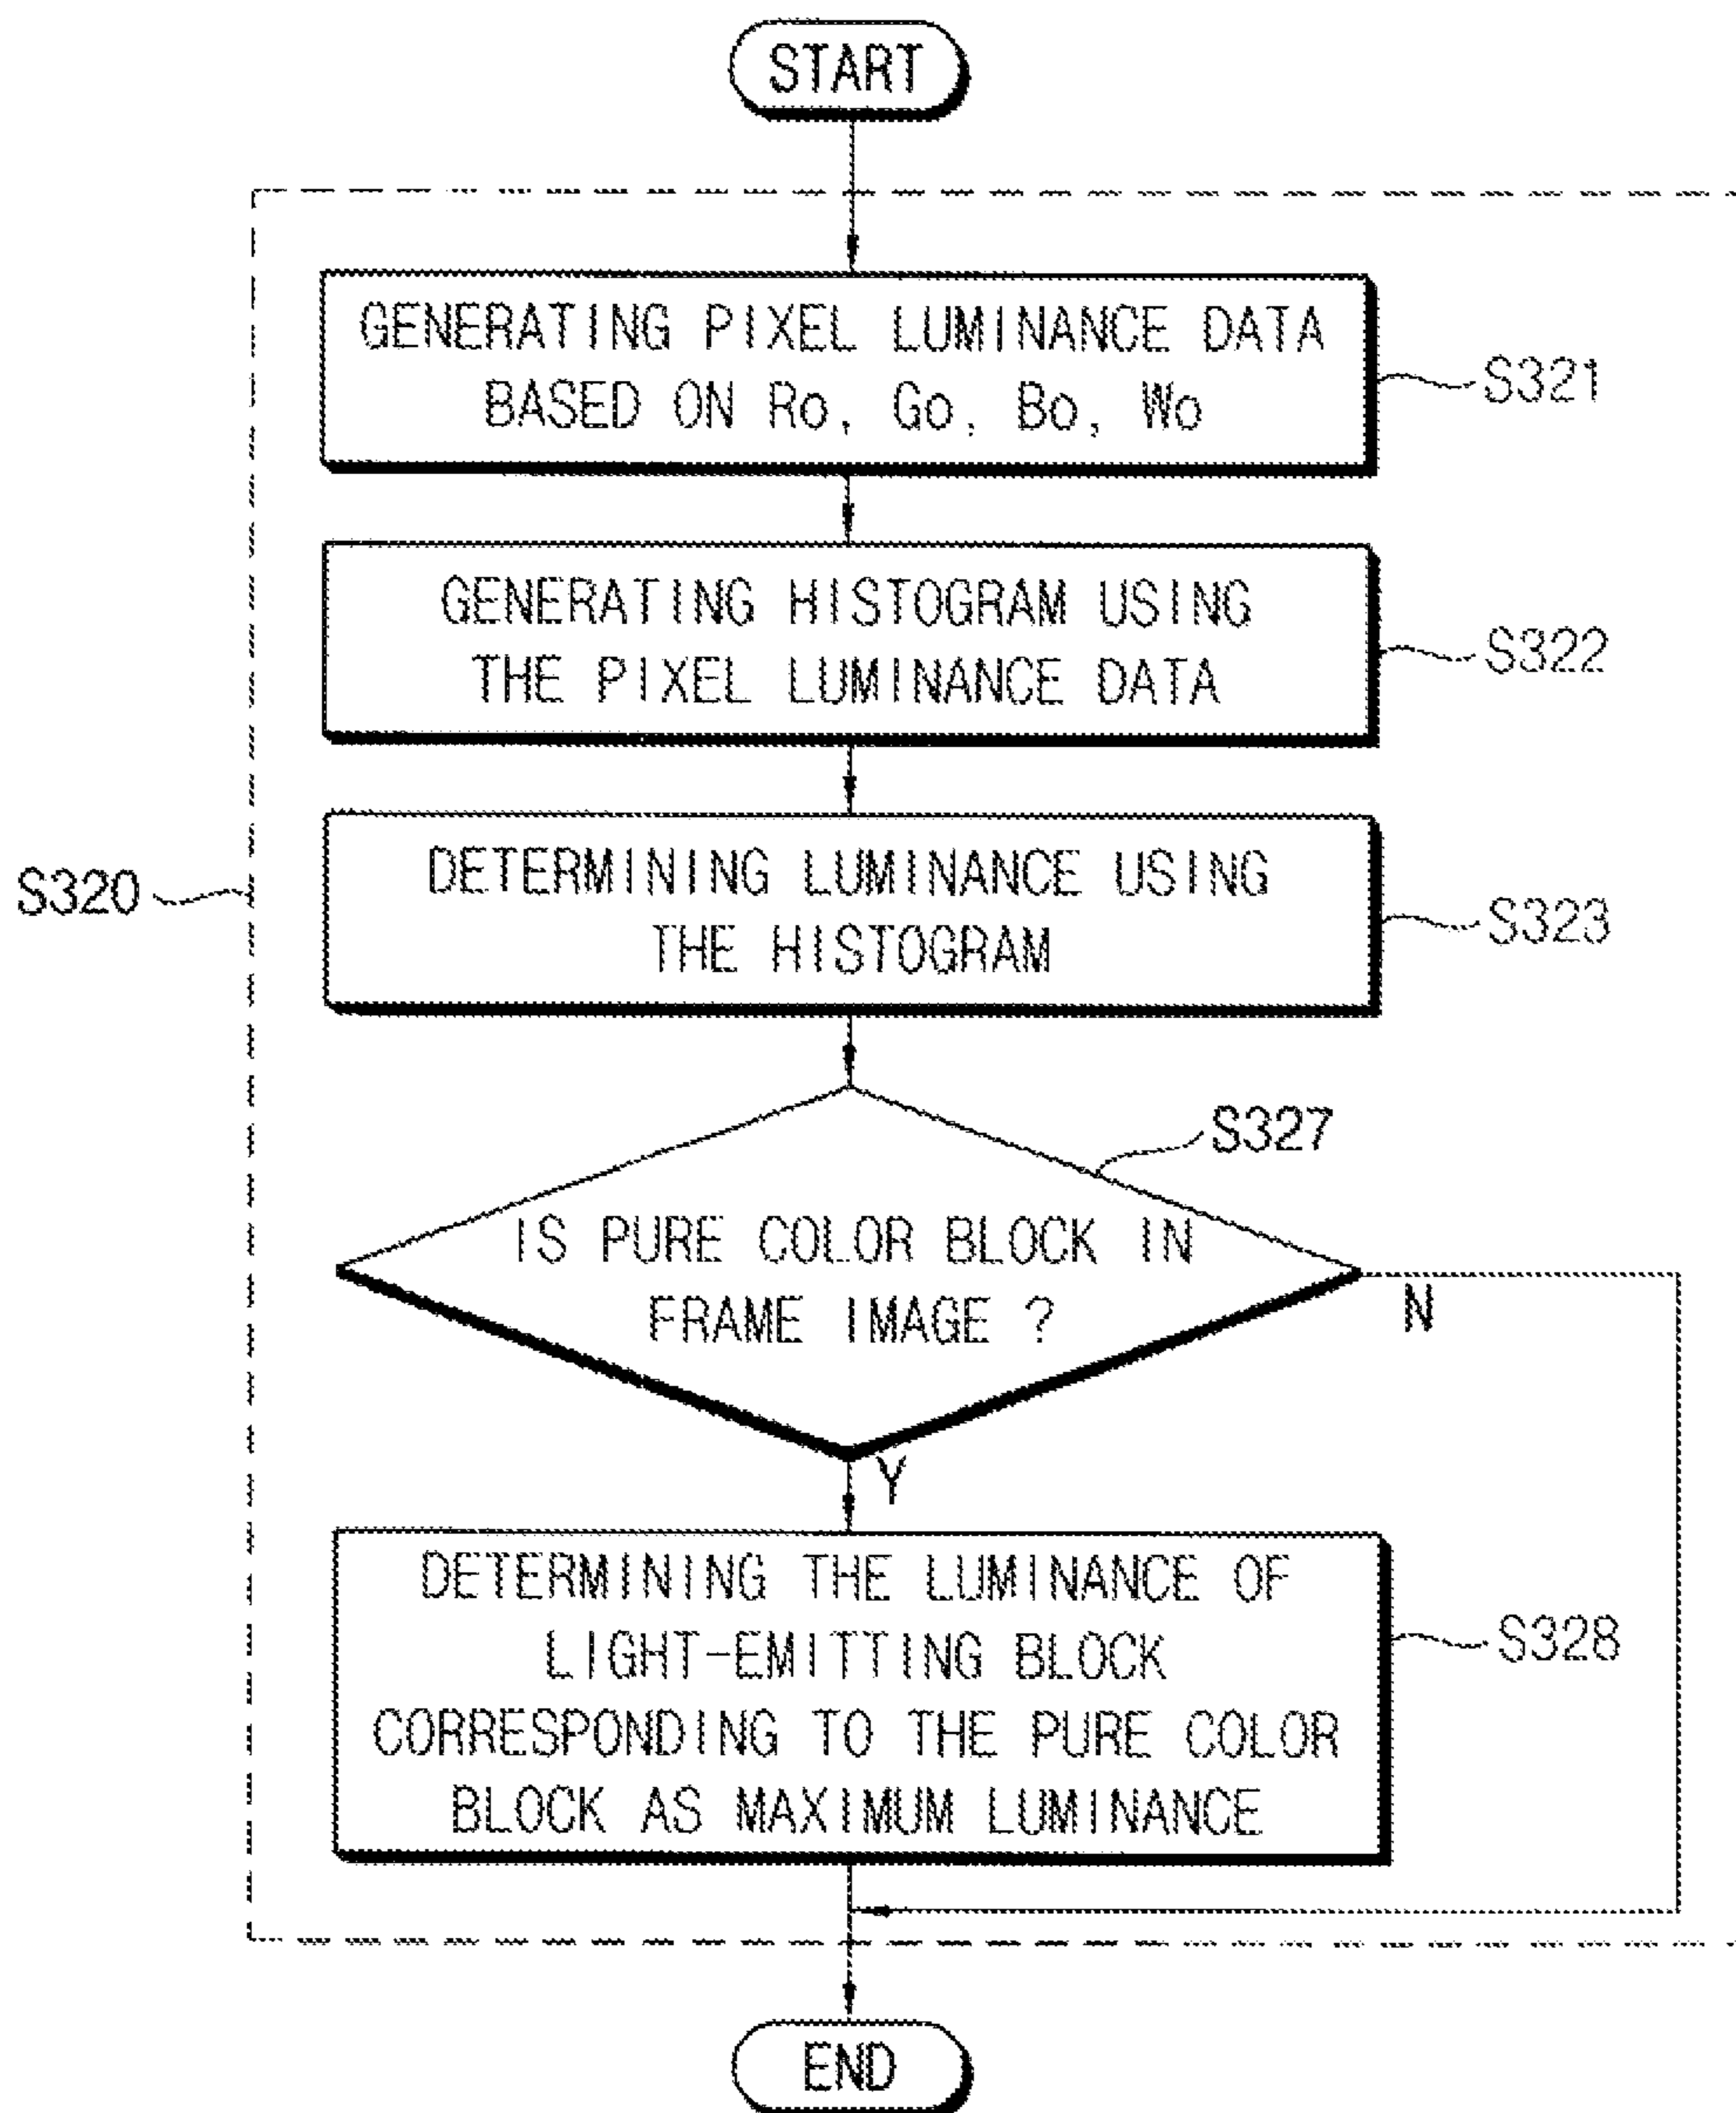 START
GENERATING PIXEL LUMINANCE DATA
BASED ON Ro, Go, Bo, Wo
S321
GENERATING HISTOGRAM USING
THE PIXEL LUMINANCE DATA
S322
S320
DETERMINING LUMINANCE USING
THE HISTOGRAM
S323
S327
IS PURE COLOR BLOCK IN
FRAME IMAGE ?
N
Y
DETERMINING THE LUMINANCE OF
LIGHT-EMITTING BLOCK
CORRESPONDING TO THE PURE COLOR
BLOCK AS MAXIMUM LUMINANCE
S328
END